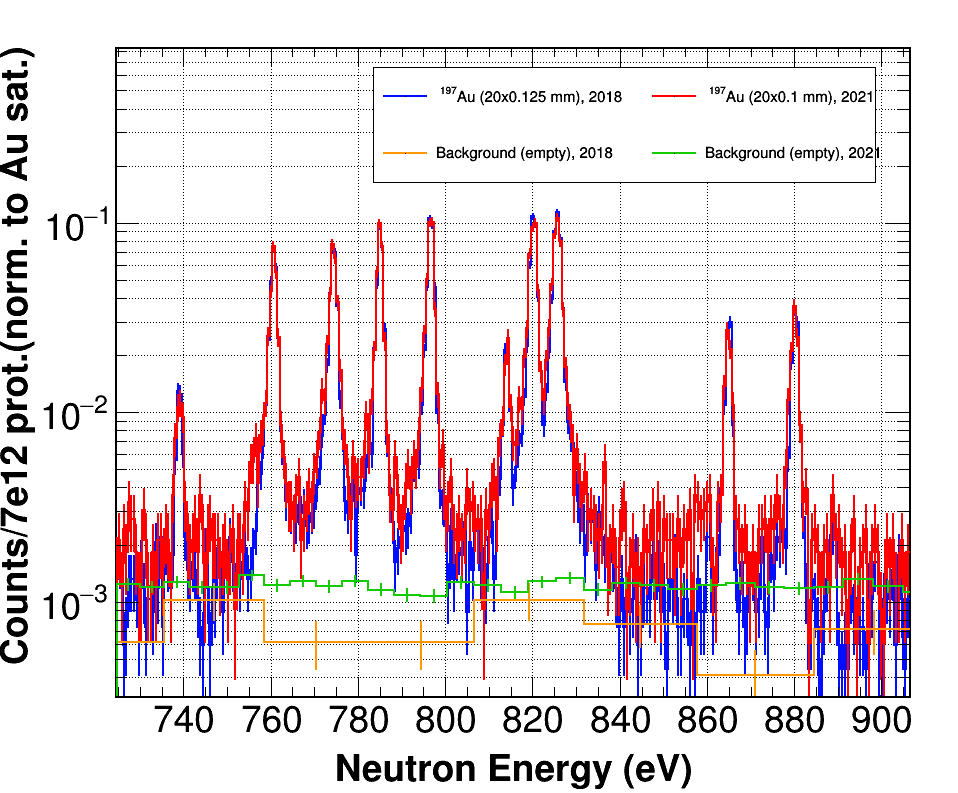 Counts/7e12 prot.(norm. to Au sat.)
10⁻¹
10⁻²
10⁻³
¹⁹⁷Au (20x0.125 mm), 2018
¹⁹⁷Au (20x0.1 mm), 2021
Background (empty), 2018
Background (empty), 2021
740 760 780 800 820 840 860 880 900
Neutron Energy (eV)